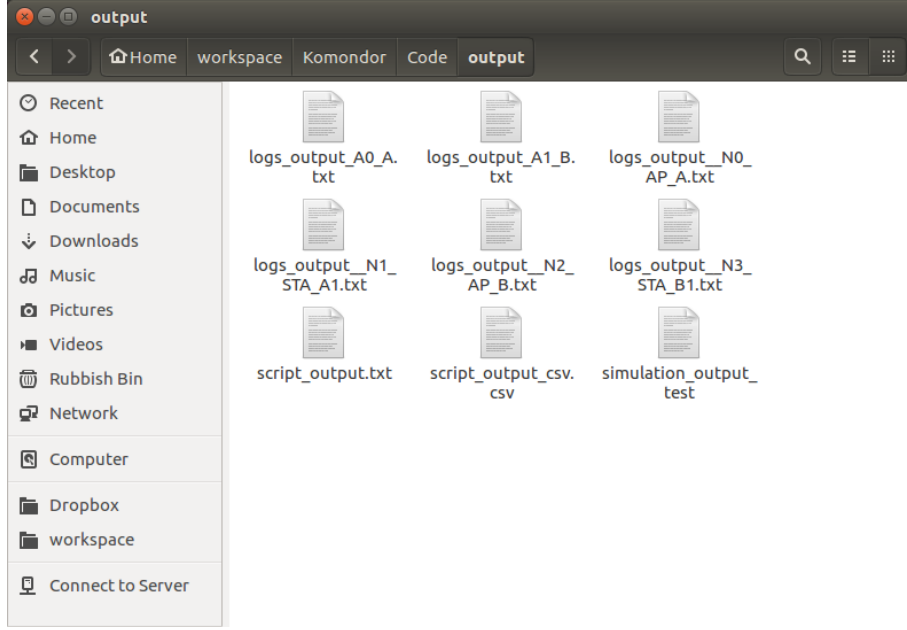 output
Home workspace Komondor Code output
Recent
Home
Desktop
Documents
Downloads
Music
Pictures
Videos
Rubbish Bin
Network
Computer
Dropbox
workspace
Connect to Server
logs_output_A0_A.
txt
logs_output_A1_B.
txt
logs_output__N0_
AP_A.txt
logs_output__N1_
STA_A1.txt
logs_output__N2_
AP_B.txt
logs_output__N3_
STA_B1.txt
script_output.txt
script_output_csv.
csv
simulation_output_
test